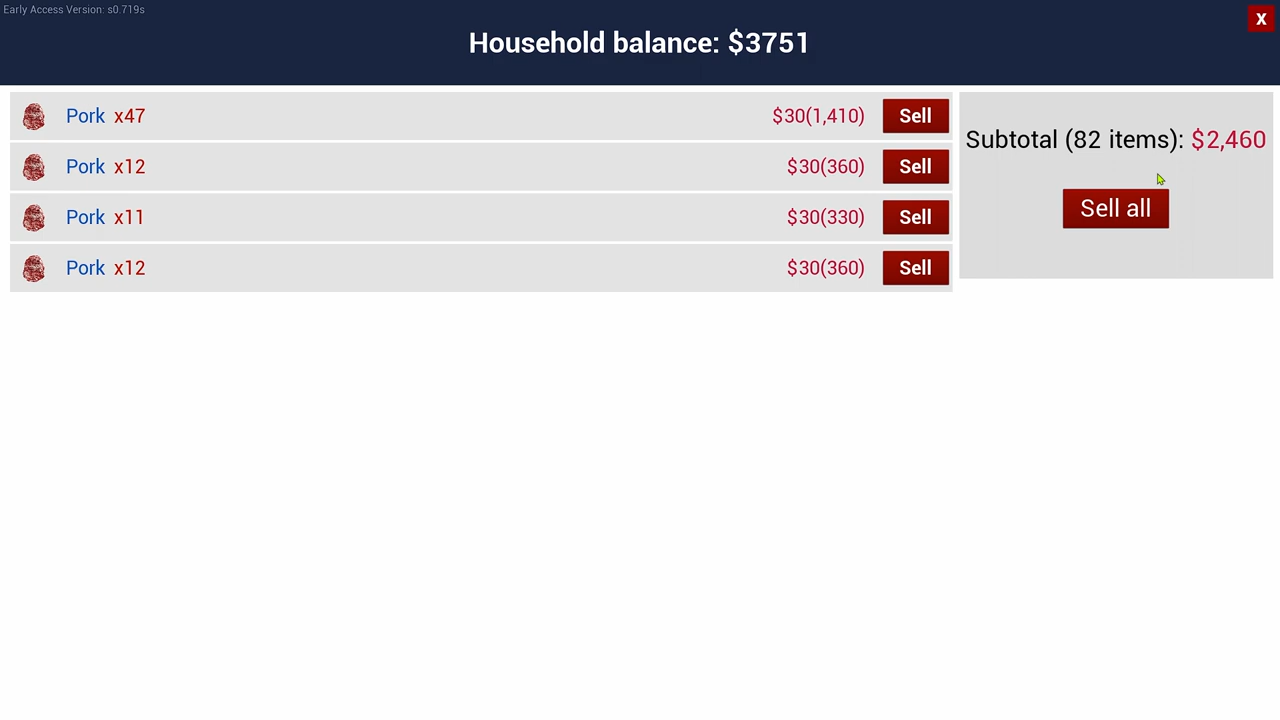 Early Access Version: s0.719s
X
Household balance: $3751
Pork x47 $30(1,410) Sell
Pork x12 $30(360) Sell
Pork x11 $30(330) Sell
Pork x12 $30(360) Sell
Subtotal (82 items): $2,460
Sell all